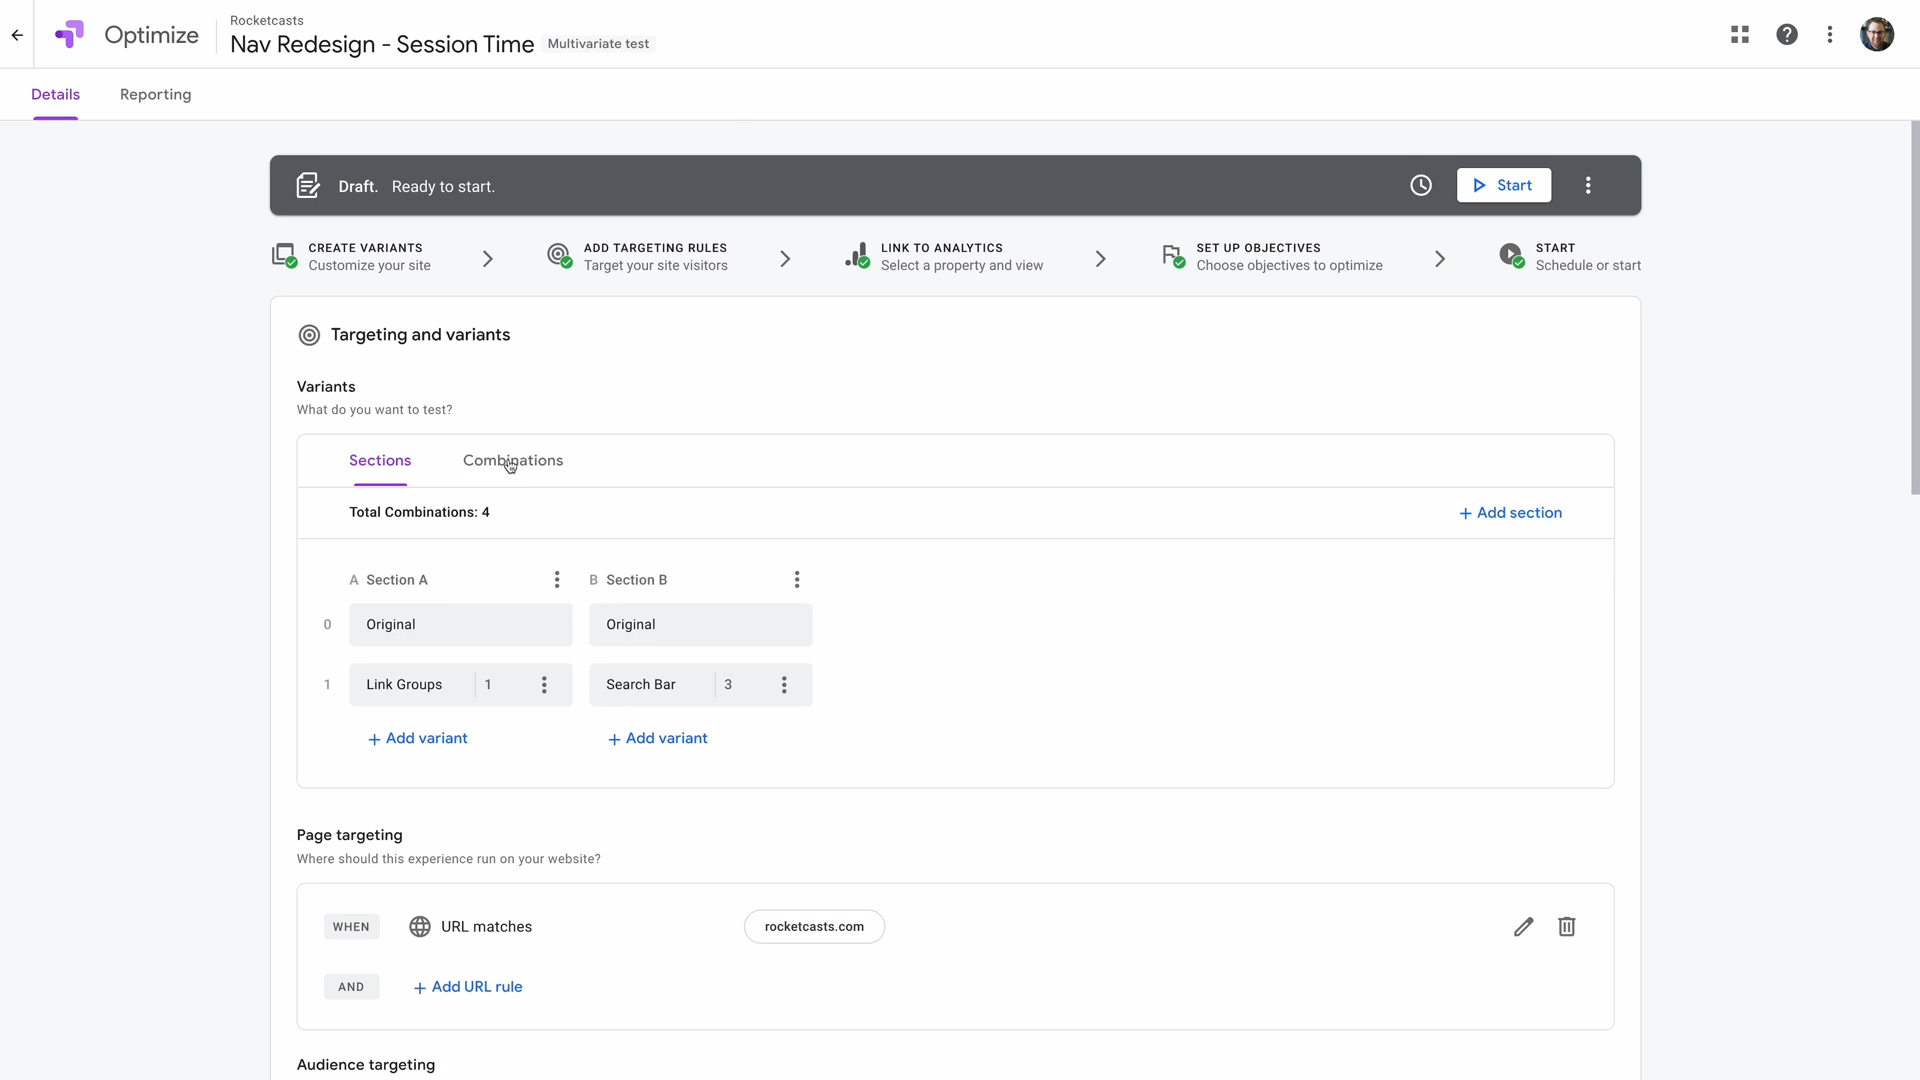 Optimize
Rocketcasts
Nav Redesign - Session Time
Multivariate test
Details
Reporting
Draft. Ready to start.
Start
CREATE VARIANTS
Customize your site
ADD TARGETING RULES
Target your site visitors
LINK TO ANALYTICS
Select a property and view
SET UP OBJECTIVES
Choose objectives to optimize
START
Schedule or start
Targeting and variants
Variants
What do you want to test?
Sections
Combinations
Total Combinations: 4
+ Add section
A Section A
B Section B
0
Original
Original
1
Link Groups 1
Search Bar 3
+ Add variant
+ Add variant
Page targeting
Where should this experience run on your website?
WHEN
URL matches
rocketcasts.com
AND
+ Add URL rule
Audience targeting